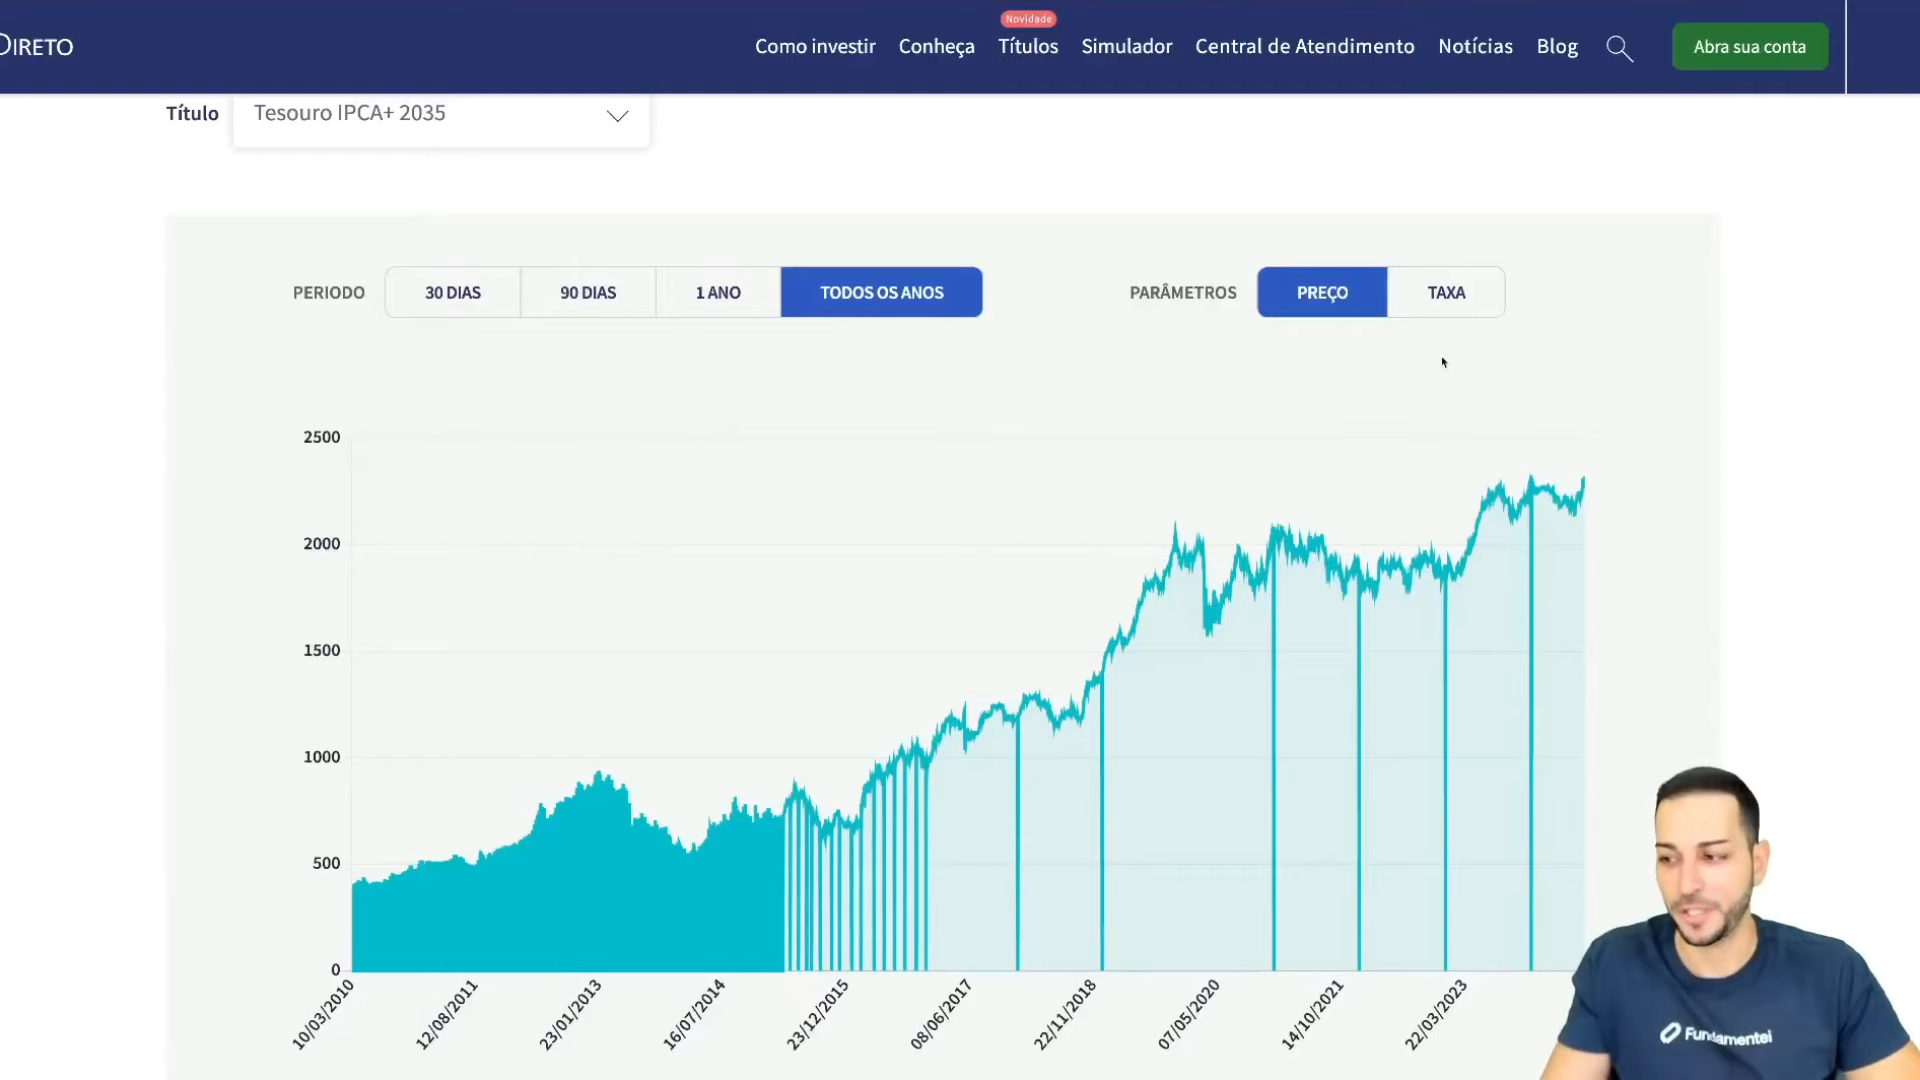 DIRETO
Como investir
Conheça
Novidade
Títulos
Simulador
Central de Atendimento
Notícias
Blog
Abra sua conta
Título
Tesouro IPCA+ 2035
PERIODO
30 DIAS
90 DIAS
1 ANO
TODOS OS ANOS
PARÂMETROS
PREÇO
TAXA
2500
2000
1500
1000
500
0
10/03/2010
12/08/2011
23/01/2013
16/07/2014
23/12/2015
08/06/2017
22/11/2018
07/05/2020
14/10/2021
22/03/2023
Fundamentei